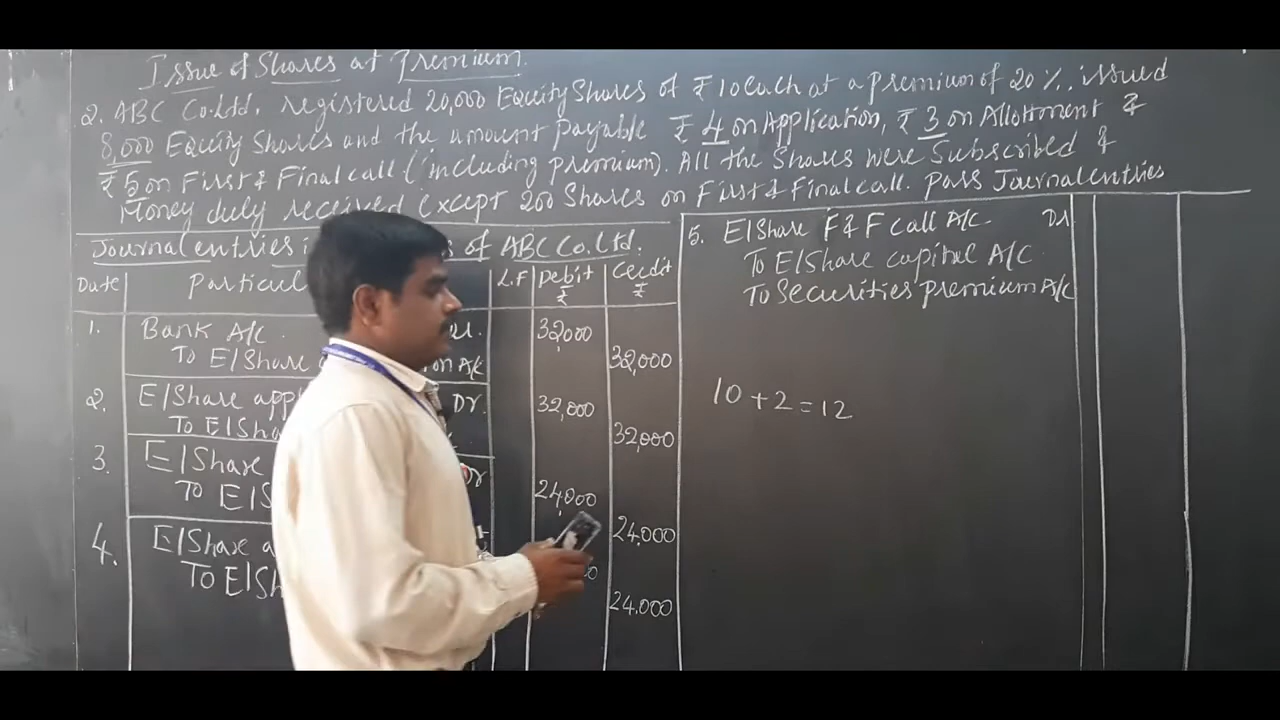 Issue of Shares at Premium.
2. ABC Co.Ltd. registered 20,000 Equity Shares of ₹ 10 each at a premium of 20 %. issued
8,000 Equity Shares and the amount payable ₹ 4 on Application, ₹ 3 on Allotment &
₹ 5 on First & Final call (including premium). All the Shares were Subscribed &
Money duly received except 200 Shares on First & Final call. Pass Journal entries
Journal entries i of ABC Co. Ltd.
Date Particul L.F Debit ₹ Credit ₹
1. Bank A/c. 32,000
To E/Share on A/c 32,000
2. E/Share app Dr. 32,000
To E/Sha 32,000
3. E/Share Dr 24,000
To E/S 24,000
4. E/Share a
To E/Sh 24.000
5. E/Share F & F call A/c. Dr
To E/Share capital A/c
To Securities premium A/c
10 + 2 = 12